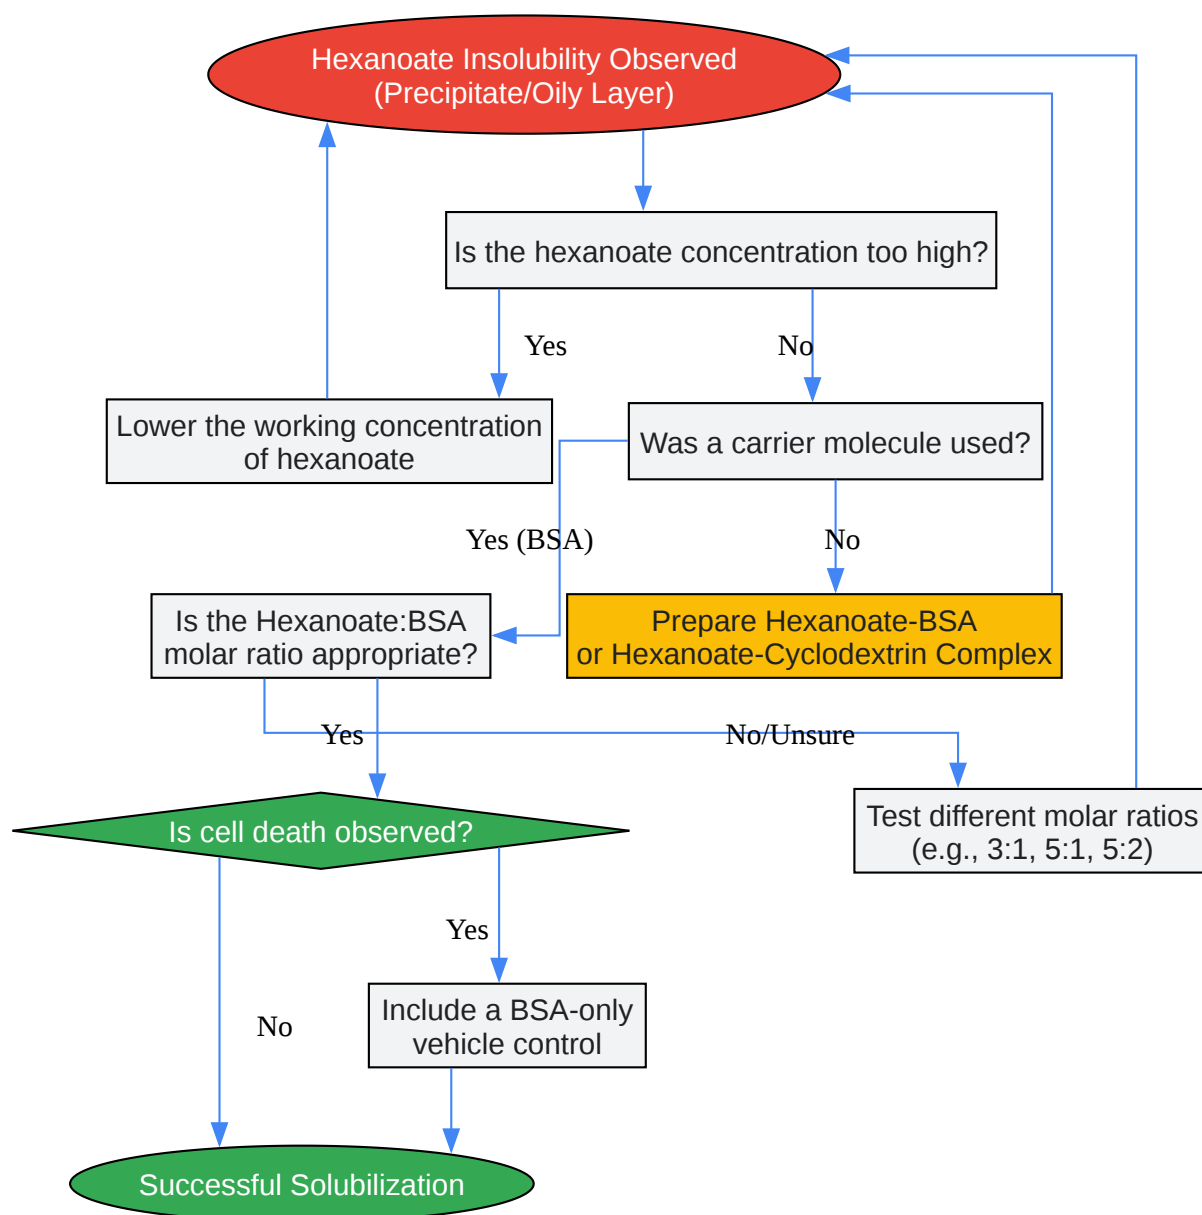 Hexanoate Insolubility Observed
(Precipitate/Oily Layer)
Is the hexanoate concentration too high?
Yes
No
Lower the working concentration
of hexanoate
Was a carrier molecule used?
Yes (BSA)
No
Is the Hexanoate:BSA
molar ratio appropriate?
Prepare Hexanoate-BSA
or Hexanoate-Cyclodextrin Complex
Yes
No/Unsure
Is cell death observed?
Test different molar ratios
(e.g., 3:1, 5:1, 5:2)
Yes
No
Include a BSA-only
vehicle control
Successful Solubilization